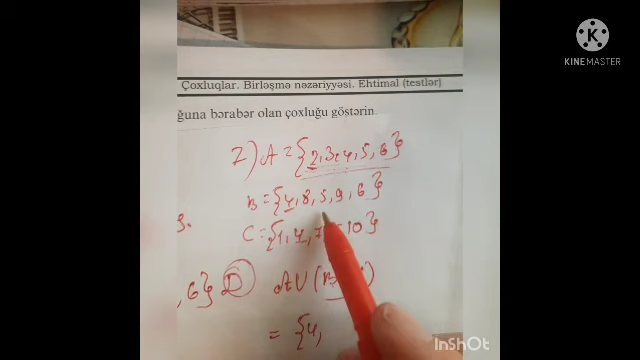 KINEMASTER
Çoxluqlar. Birləşmə nəzəriyyəsi. Ehtimal (testlər)
ğuna bərabər olan çoxluğu göstərin
7) A = {2, 3, 4, 5, 6}
B = {4, 8, 5, 9, 6}
C = {1, 4, 7 10}
, 6} D A U (
= {4,
InShOt